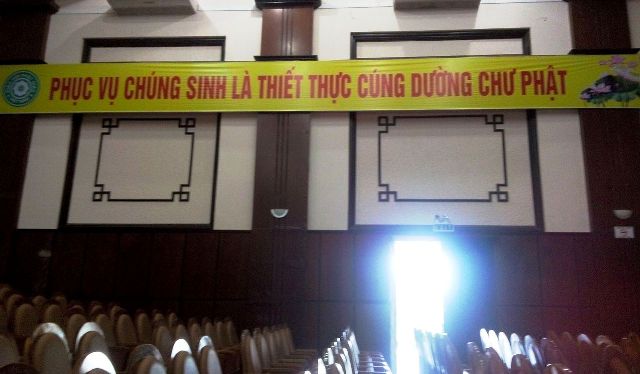 PHỤC VỤ CHÚNG SINH LÀ THIẾT THỰC CÚNG DƯỜNG CHƯ PHẬT